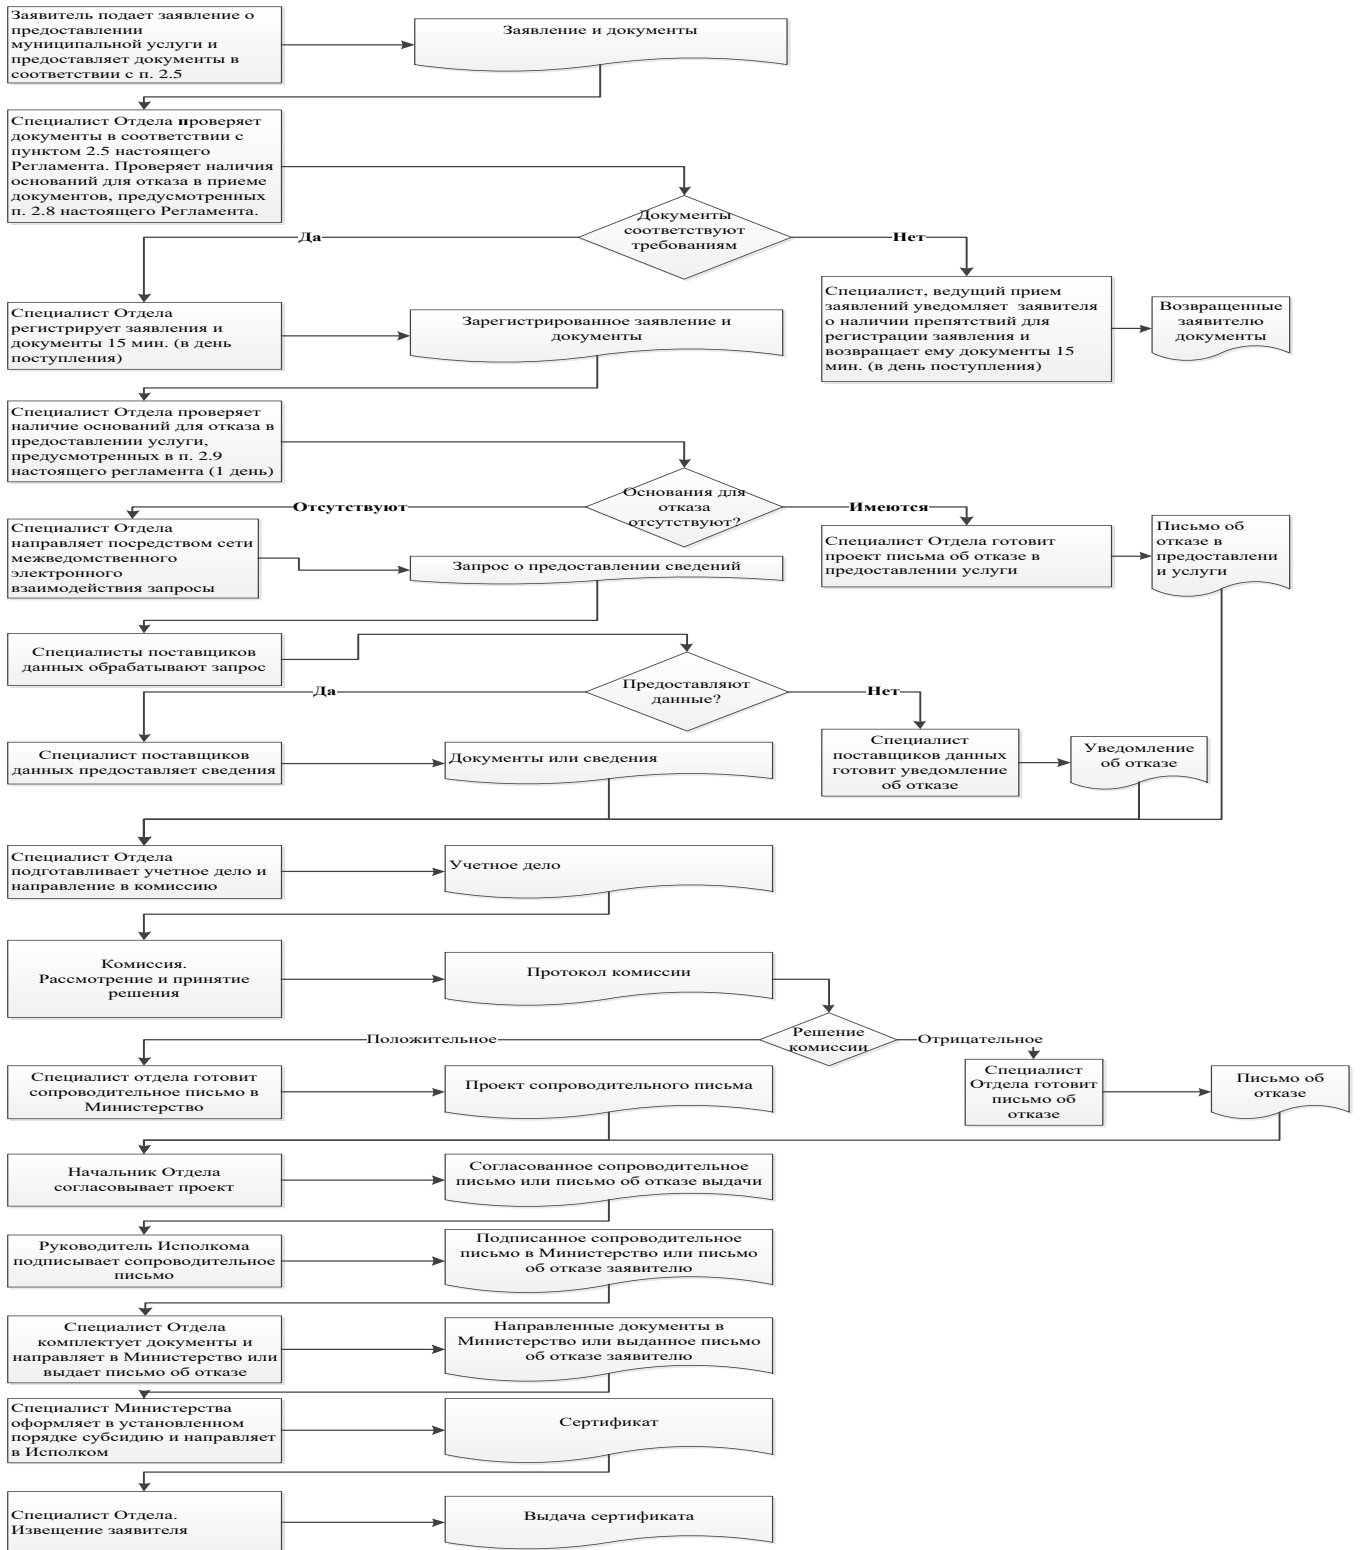 Заявитель подает заявление о
предоставлении
муниципальной услуги и
предоставляет документы в
соответствии с п. 2.5
Заявление и документы
Специалист Отдела проверяет
документы в соответствии с
пунктом 2.5 настоящего
Регламента. Проверяет наличия
оснований для отказа в приеме
документов, предусмотренных
п. 2.8 настоящего Регламента.
Документы
соответствуют
требованиям
Да
Нет
Специалист Отдела
регистрирует заявления и
документы 15 мин. (в день
поступления)
Зарегистрированное заявление и
документы
Специалист, ведущий прием
заявлений уведомляет заявителя
о наличии препятствий для
регистрации заявления и
возвращает ему документы 15
мин. (в день поступления)
Возвращенные
заявителю
документы
Специалист Отдела проверяет
наличие оснований для отказа в
предоставлении услуги,
предусмотренных в п. 2.9
настоящего регламента (1 день)
Основания для
отказа
отсутствуют?
Отсутствуют
Имеются
Специалист Отдела
направляет посредством сети
межведомственного
электронного
взаимодействия запросы
Запрос о предоставлении сведений
Специалист Отдела готовит
проект письма об отказе в
предоставлении услуги
Письмо об
отказе в
предоставлени
и услуги
Специалисты поставщиков
данных обрабатывают запрос
Предоставляют
данные?
Да
Нет
Специалист поставщиков
данных предоставляет сведения
Документы или сведения
Специалист
поставщиков данных
готовит уведомление
об отказе
Уведомление
об отказе
Специалист Отдела
подготавливает учетное дело и
направление в комиссию
Учетное дело
Комиссия.
Рассмотрение и принятие
решения
Протокол комиссии
Решение
комиссии
Положительное
Отрицательное
Специалист отдела готовит
сопроводительное письмо в
Министерство
Проект сопроводительного письма
Специалист
Отдела готовит
письмо об
отказе
Письмо об
отказе
Начальник Отдела
согласовывает проект
Согласованное сопроводительное
письмо или письмо об отказе выдачи
Руководитель Исполкома
подписывает сопроводительное
письмо
Подписанное сопроводительное
письмо в Министерство или письмо
об отказе заявителю
Специалист Отдела
комплектует документы и
направляет в Министерство или
выдает письмо об отказе
Направленные документы в
Министерство или выданное письмо
об отказе заявителю
Специалист Министерства
оформляет в установленном
порядке субсидию и направляет
в Исполком
Сертификат
Специалист Отдела.
Извещение заявителя
Выдача сертификата